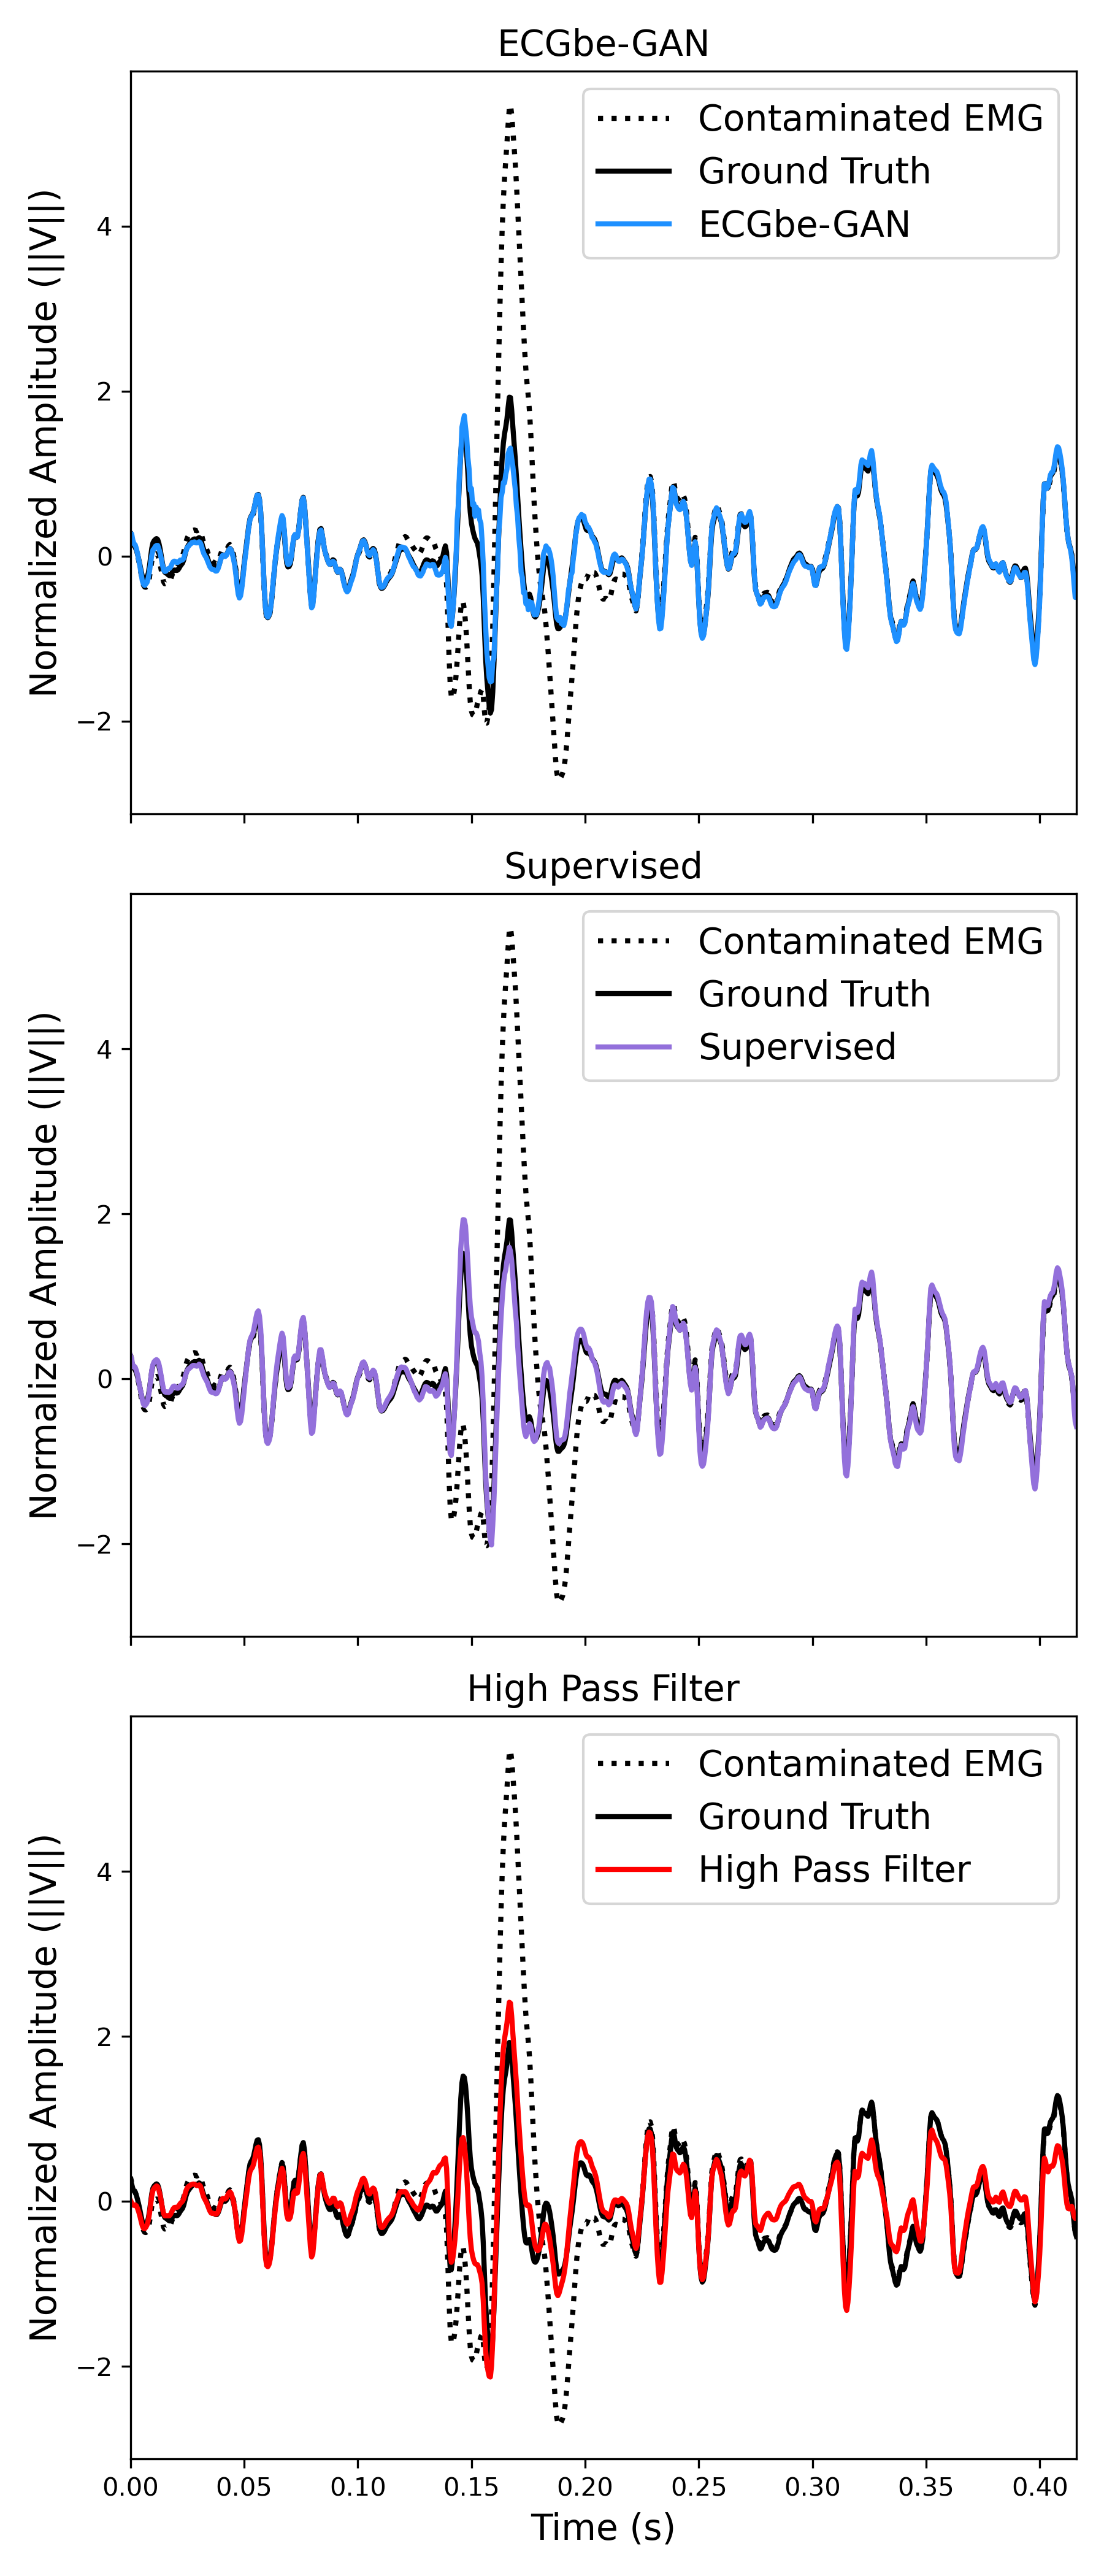 ECGbe-GAN
Contaminated EMG
Ground Truth
ECGbe-GAN
Normalized Amplitude (||V||)
4
2
0
−2
Supervised
Contaminated EMG
Ground Truth
Supervised
Normalized Amplitude (||V||)
4
2
0
−2
High Pass Filter
Contaminated EMG
Ground Truth
High Pass Filter
Normalized Amplitude (||V||)
4
2
0
−2
0.00 0.05 0.10 0.15 0.20 0.25 0.30 0.35 0.40
Time (s)